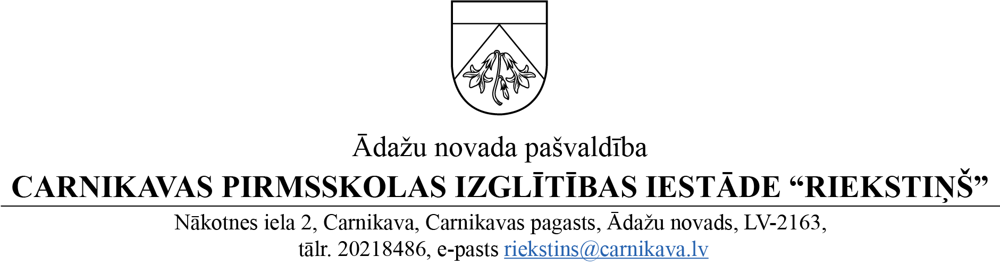 Ādažu novada pašvaldība
CARNIKAVAS PIRMSSKOLAS IZGLĪTĪBAS IESTĀDE “RIEKSTIŅŠ”
Nākotnes iela 2, Carnikava, Carnikavas pagasts, Ādažu novads, LV-2163,
tālr. 20218486, e-pasts riekstins@carnikava.lv